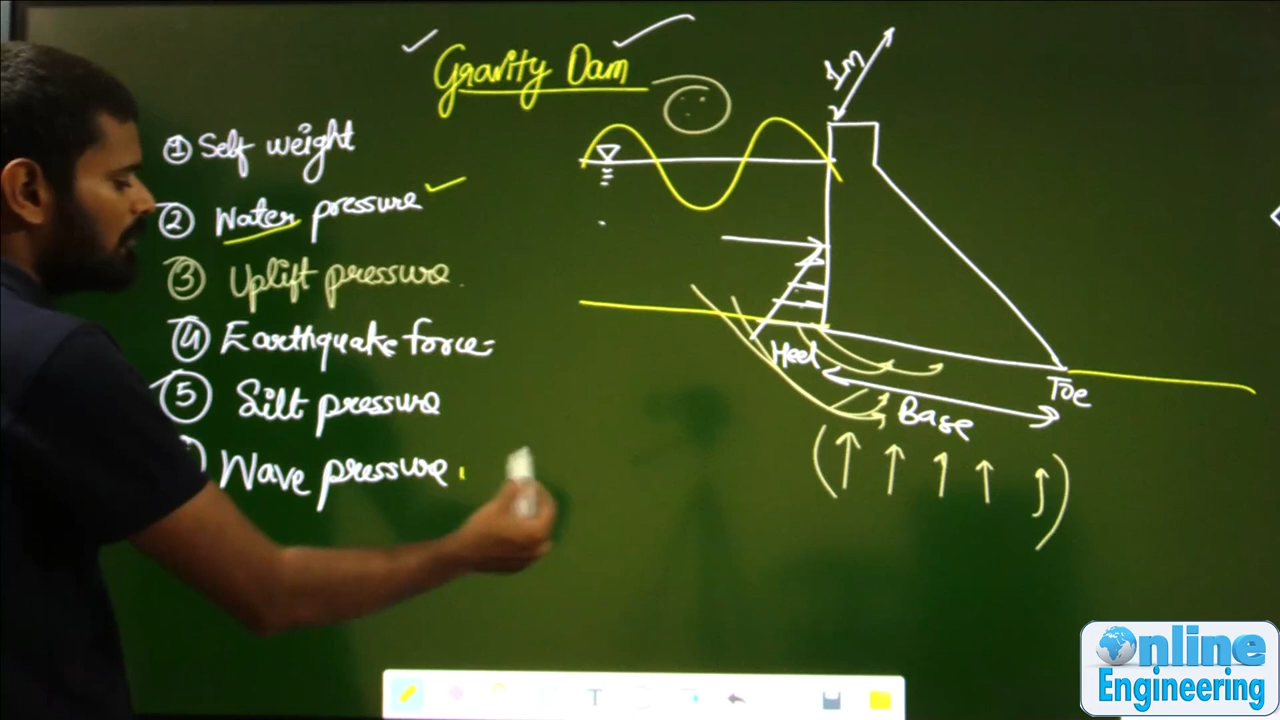 Gravity Dam
1m
① Self weight
② Water pressure
③ Uplift pressure
④ Earthquake force
⑤ Silt pressure
Wave pressure
Heel
Toe
Base
T
Online
Engineering